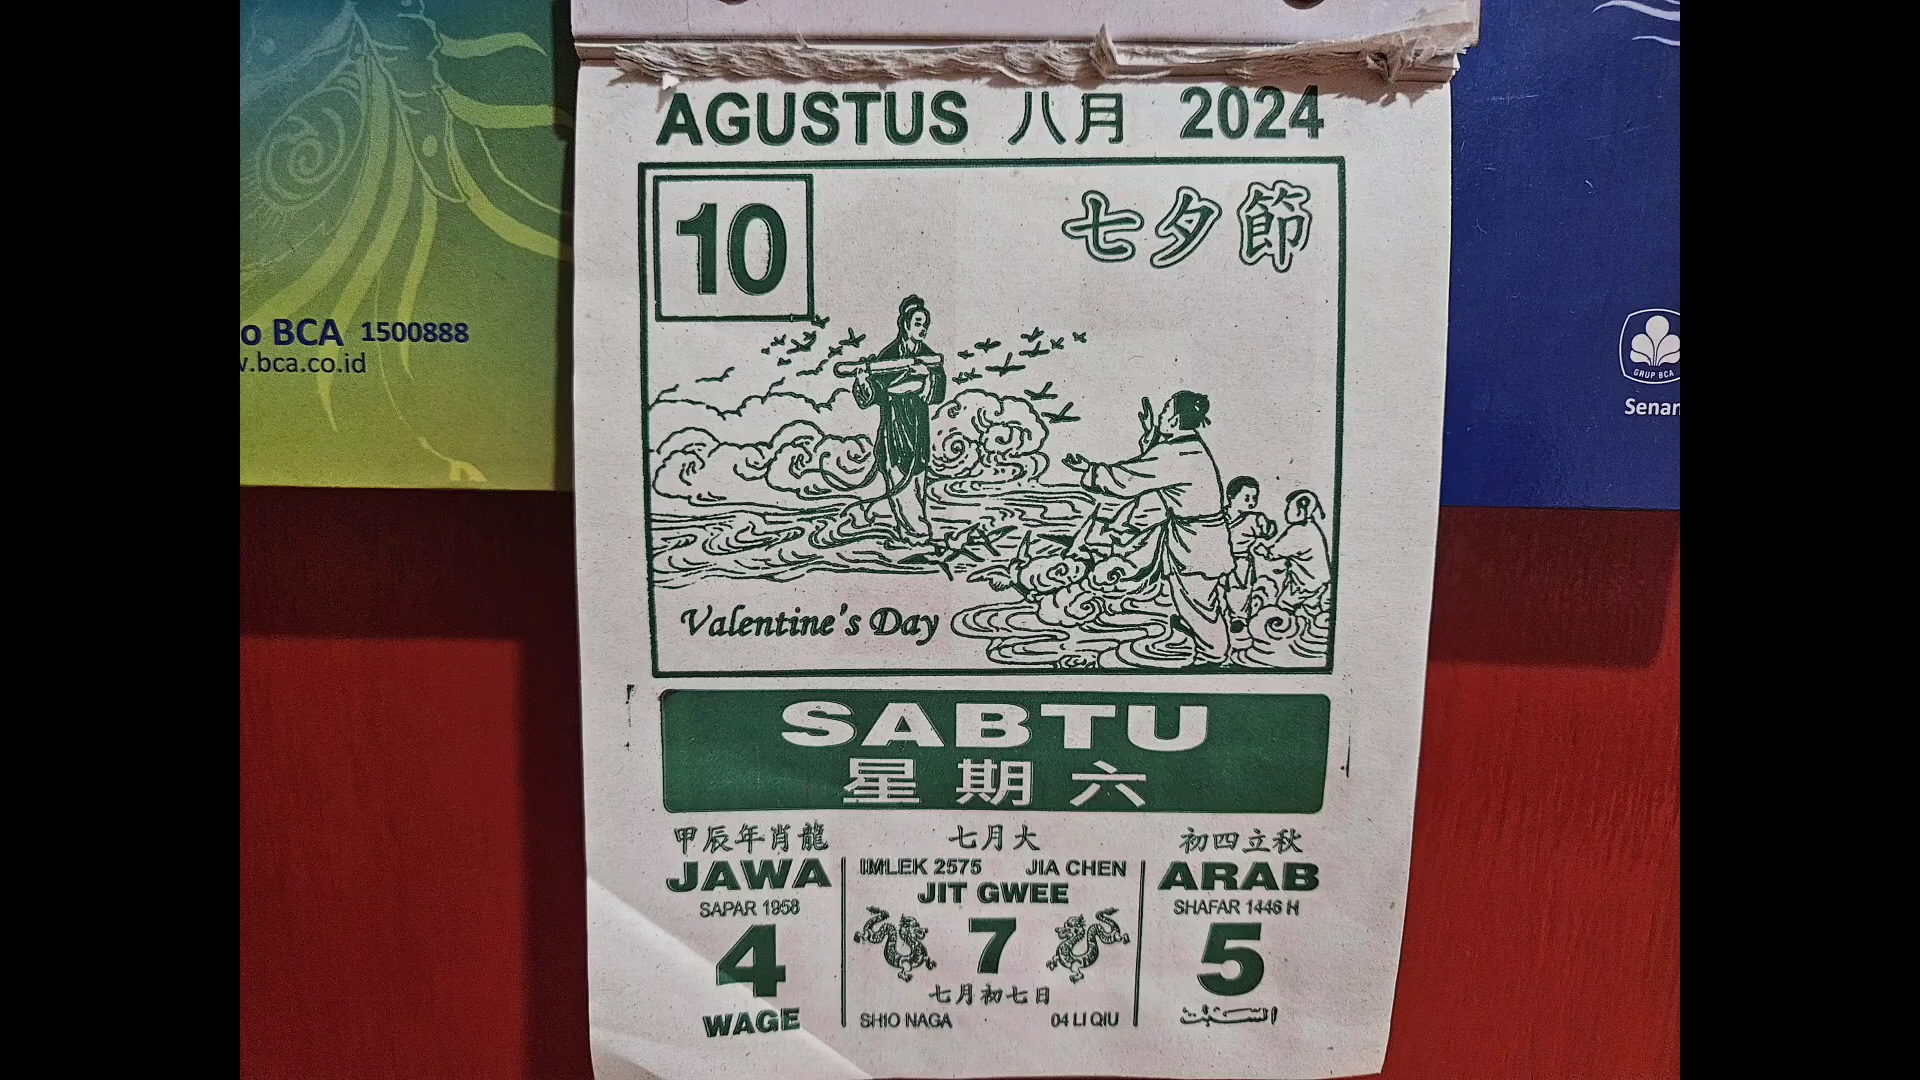 AGUSTUS 八月 2024
10
七夕節
Valentine's Day
SABTU
星期六
甲辰年肖龍
JAWA
SAPAR 1958
4
WAGE
七月大
IMLEK 2575 JIA CHEN
JIT GWEE
7
七月初七日
SHIO NAGA 04 LI QIU
初四立秋
ARAB
SHAFAR 1446 H
5
السبت
o BCA 1500888
w.bca.co.id
GRUP BCA
Senan